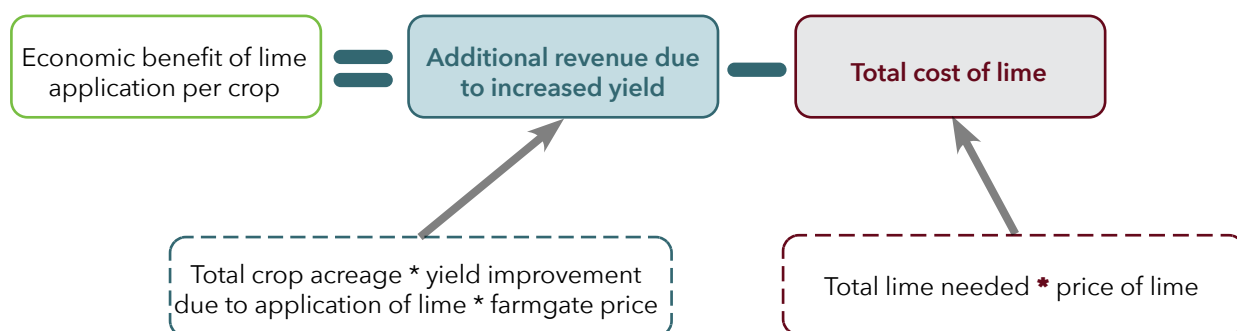 Economic benefit of lime
application per crop
Additional revenue due
to increased yield
Total cost of lime
Total crop acreage * yield improvement
due to application of lime * farmgate price
Total lime needed * price of lime